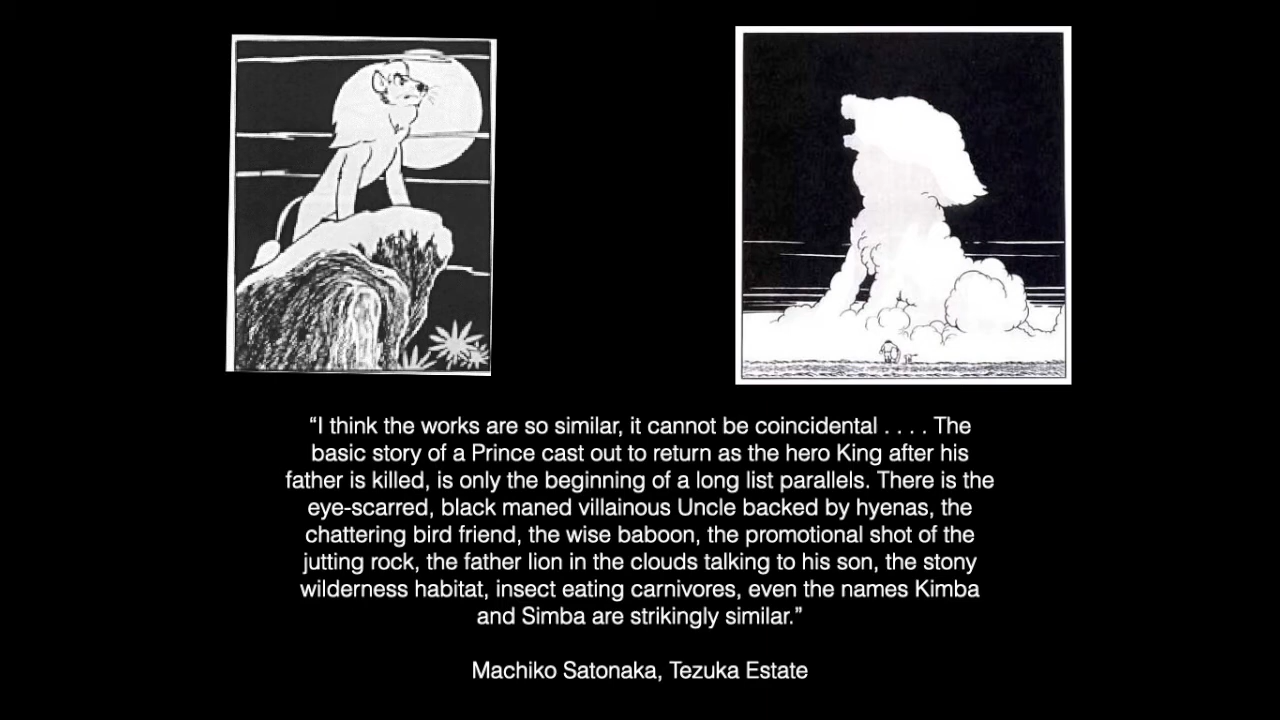 “I think the works are so similar, it cannot be coincidental . . . . The
basic story of a Prince cast out to return as the hero King after his
father is killed, is only the beginning of a long list parallels. There is the
eye-scarred, black maned villainous Uncle backed by hyenas, the
chattering bird friend, the wise baboon, the promotional shot of the
jutting rock, the father lion in the clouds talking to his son, the stony
wilderness habitat, insect eating carnivores, even the names Kimba
and Simba are strikingly similar.”
Machiko Satonaka, Tezuka Estate